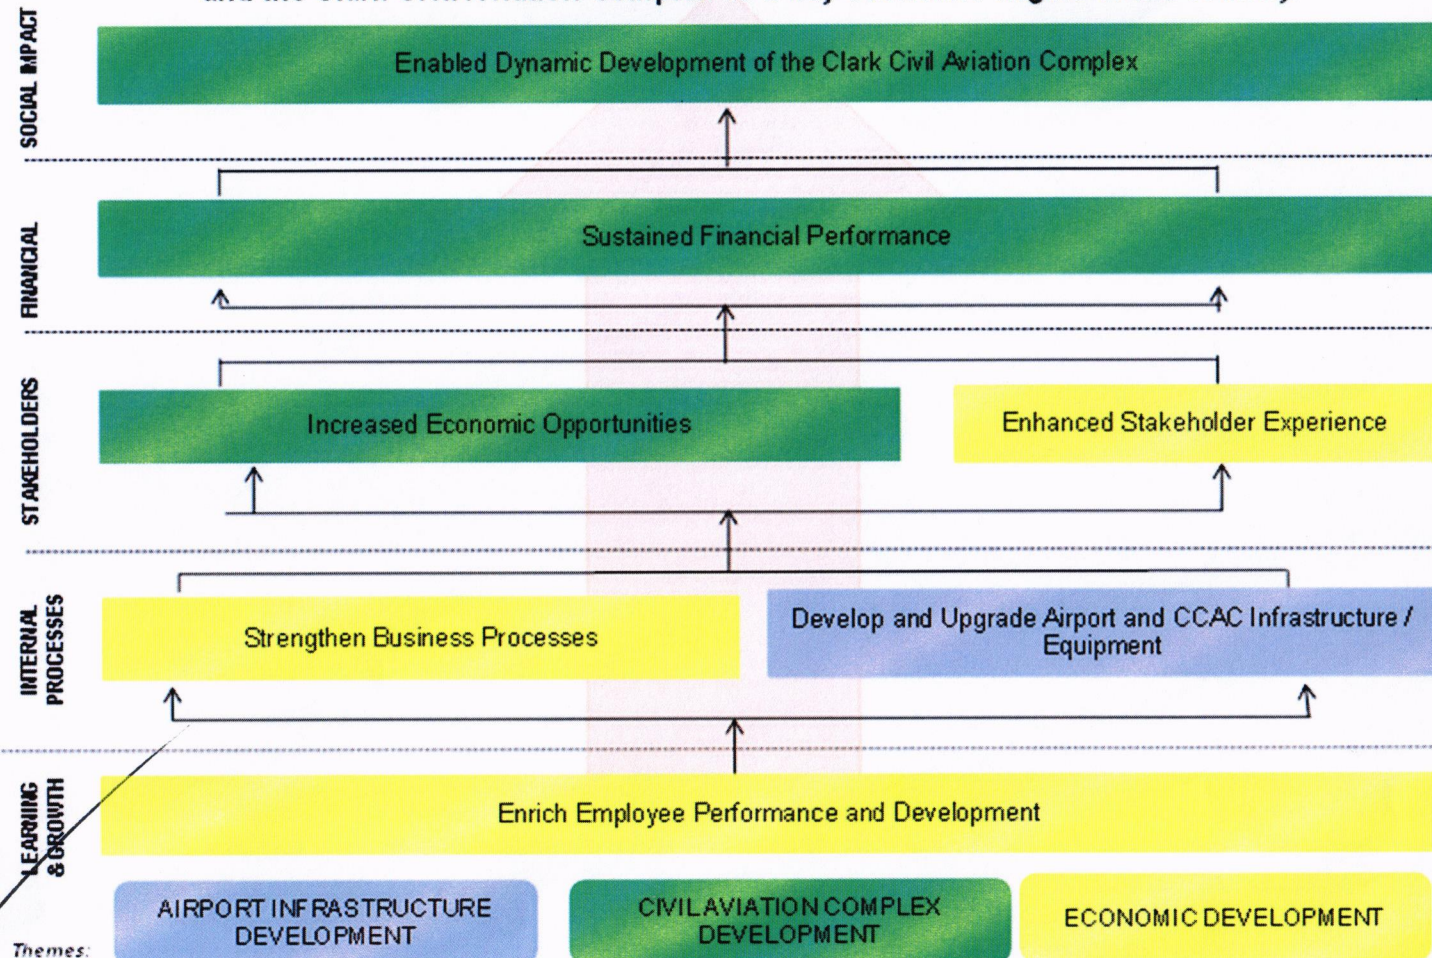 SOCIAL IMPACT
Enabled Dynamic Development of the Clark Civil Aviation Complex
FINANCIAL
Sustained Financial Performance
STAKEHOLDERS
Increased Economic Opportunities
Enhanced Stakeholder Experience
INTERNAL
PROCESSES
Strengthen Business Processes
Develop and Upgrade Airport and CCAC Infrastructure /
Equipment
LEARNING
& GROWTH
Enrich Employee Performance and Development
Themes:
AIRPORT INFRASTRUCTURE
DEVELOPMENT
CIVIL AVIATION COMPLEX
DEVELOPMENT
ECONOMIC DEVELOPMENT